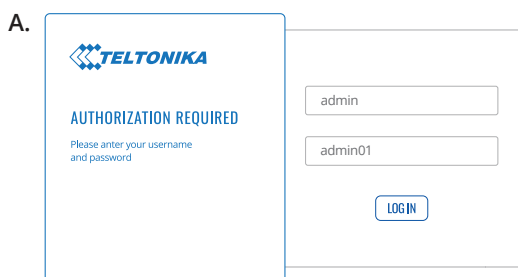 A.
TELTONIKA
AUTHORIZATION REQUIRED
Please anter your username
and password
admin
admin01
LOG IN